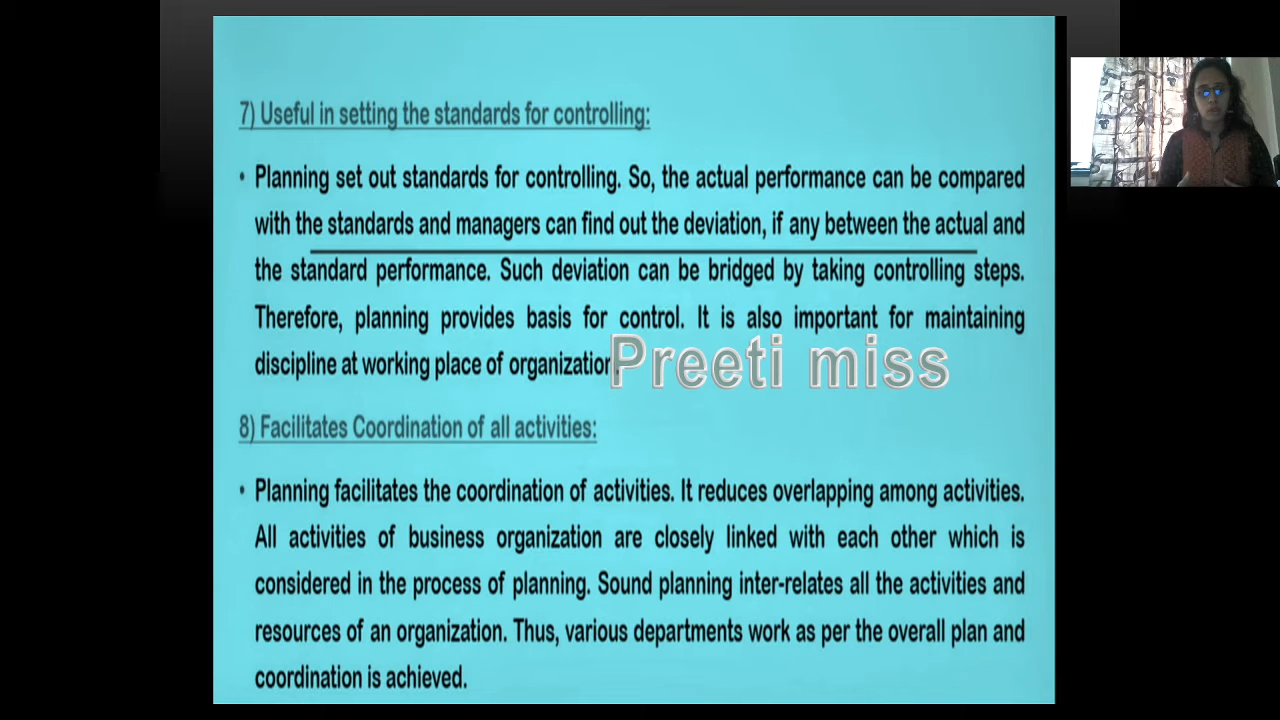 7) Useful in setting the standards for controlling:
• Planning set out standards for controlling. So, the actual performance can be compared
with the standards and managers can find out the deviation, if any between the actual and
the standard performance. Such deviation can be bridged by taking controlling steps.
Therefore, planning provides basis for control. It is also important for maintaining
discipline at working place of organization.
Preeti miss
8) Facilitates Coordination of all activities:
• Planning facilitates the coordination of activities. It reduces overlapping among activities.
All activities of business organization are closely linked with each other which is
considered in the process of planning. Sound planning inter-relates all the activities and
resources of an organization. Thus, various departments work as per the overall plan and
coordination is achieved.